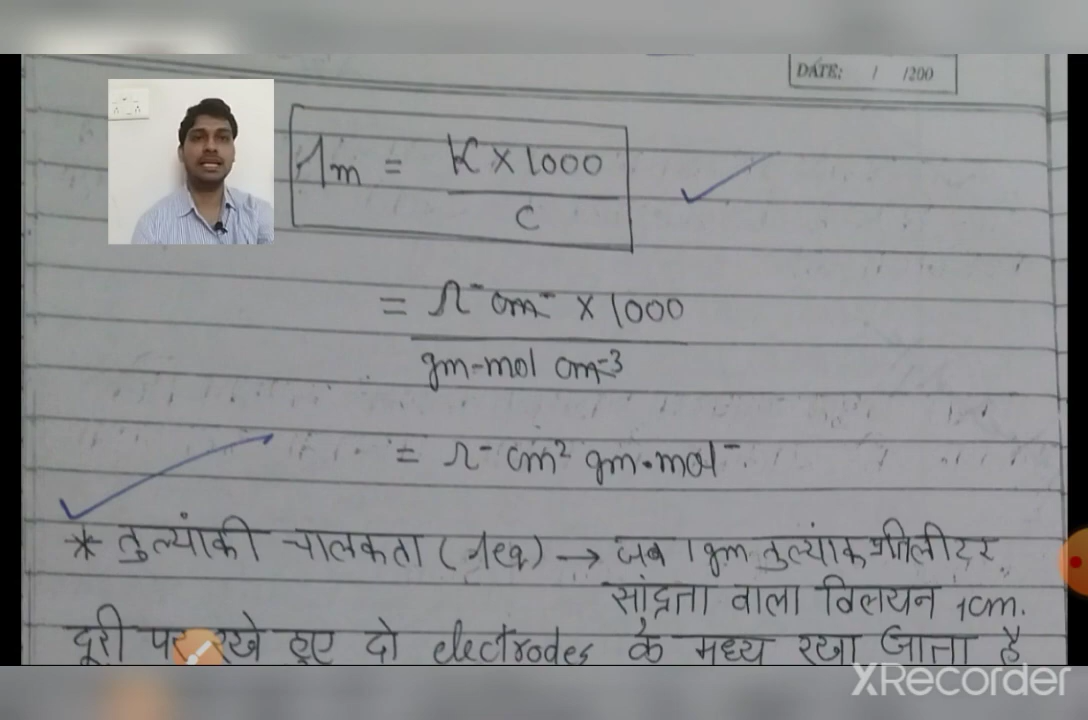 DATE: / /200
Λm = K × 1000
C
= Ω⁻ cm⁻ × 1000
gm-mol cm⁻³
= Ω⁻ cm² gm.mol⁻
* तुल्यांकी चालकता (Λeq) → जब 1 gm तुल्यांक प्रतिलीटर
सांद्रता वाला विलयन 1cm.
दूरी पर रखे हुए दो electrodes के मध्य रखा जाता है
XRecorder